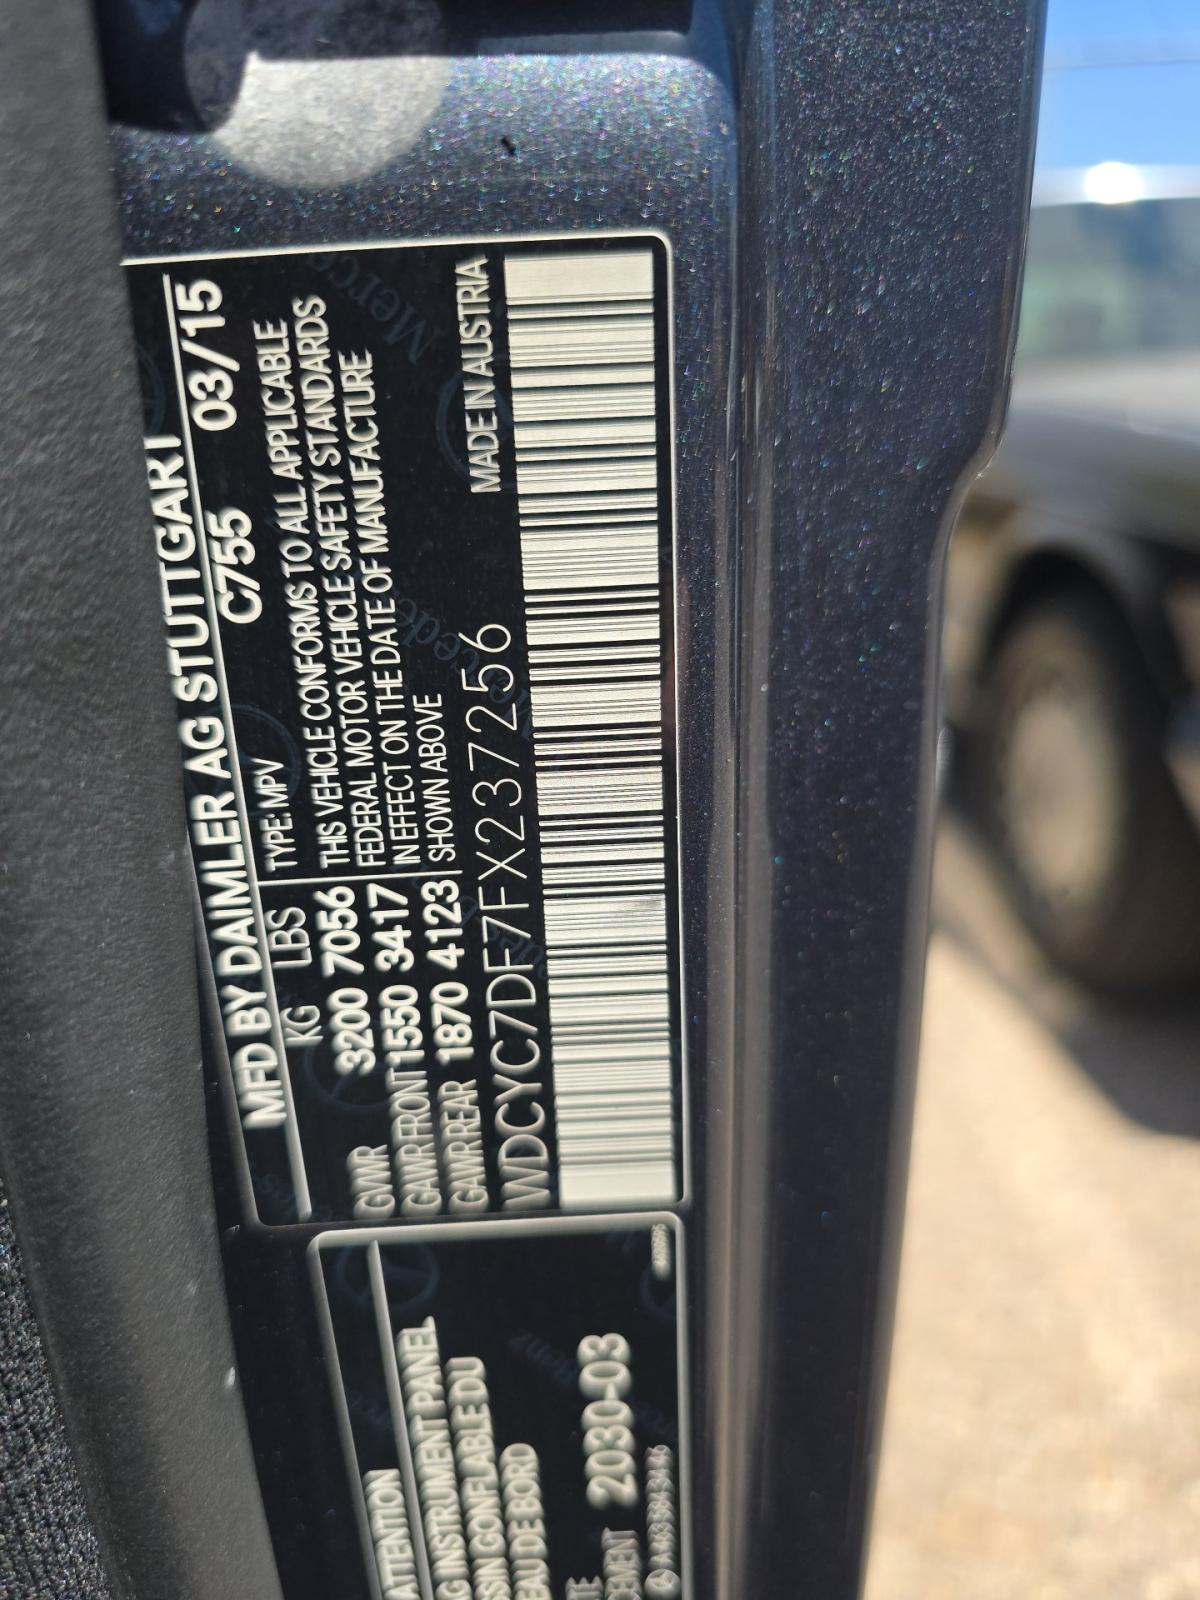 MFD BY DAIMLER AG STUTTGART
KG LBS C755 03/15
GVWR 3200 7056
GAWR FRONT 1550 3417
GAWR REAR 1870 4123
TYPE: MPV
THIS VEHICLE CONFORMS TO ALL APPLICABLE
FEDERAL MOTOR VEHICLE SAFETY STANDARDS
IN EFFECT ON THE DATE OF MANUFACTURE
SHOWN ABOVE
MADE IN AUSTRIA
WDCYC7DF7FX237256
ATTENTION
G INSTRUMENT PANEL
SSIN GONFLABLE DU
EAU DE BORD
TE
CEMENT 2030-03